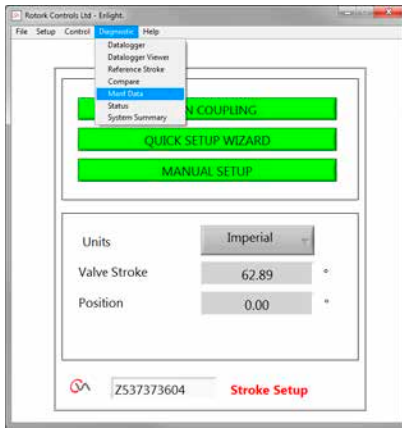 Rotork Controls Ltd - Enlight.
File Setup Control Diagnostic Help
Datalogger
Datalogger Viewer
Reference Stroke
Compare
Manf Data
Status
System Summary
N COUPLING
QUICK SETUP WIZARD
MANUAL SETUP
Units Imperial
Valve Stroke 62.89 °
Position 0.00 °
Z537373604 Stroke Setup